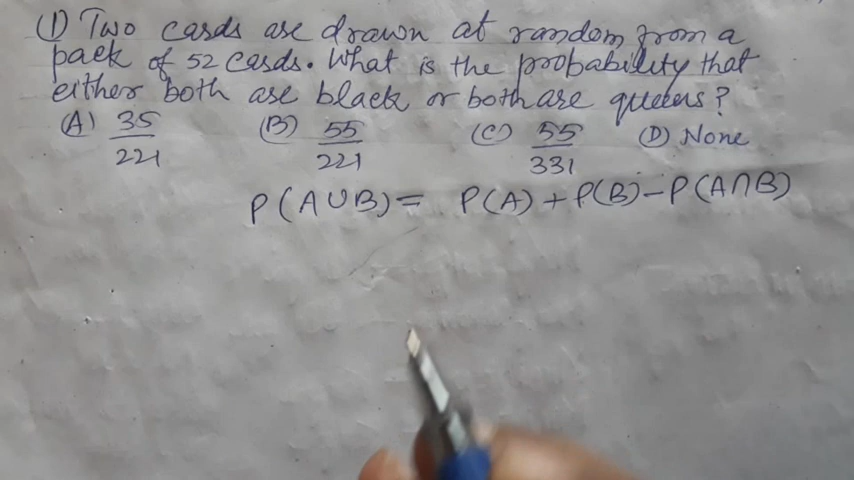 (1) Two cards are drawn at random from a
pack of 52 cards. What is the probability that
either both are black or both are queens?
(A) 35/221 (B) 55/221 (C) 55/331 (D) None
P(A∪B) = P(A) + P(B) - P(A∩B)